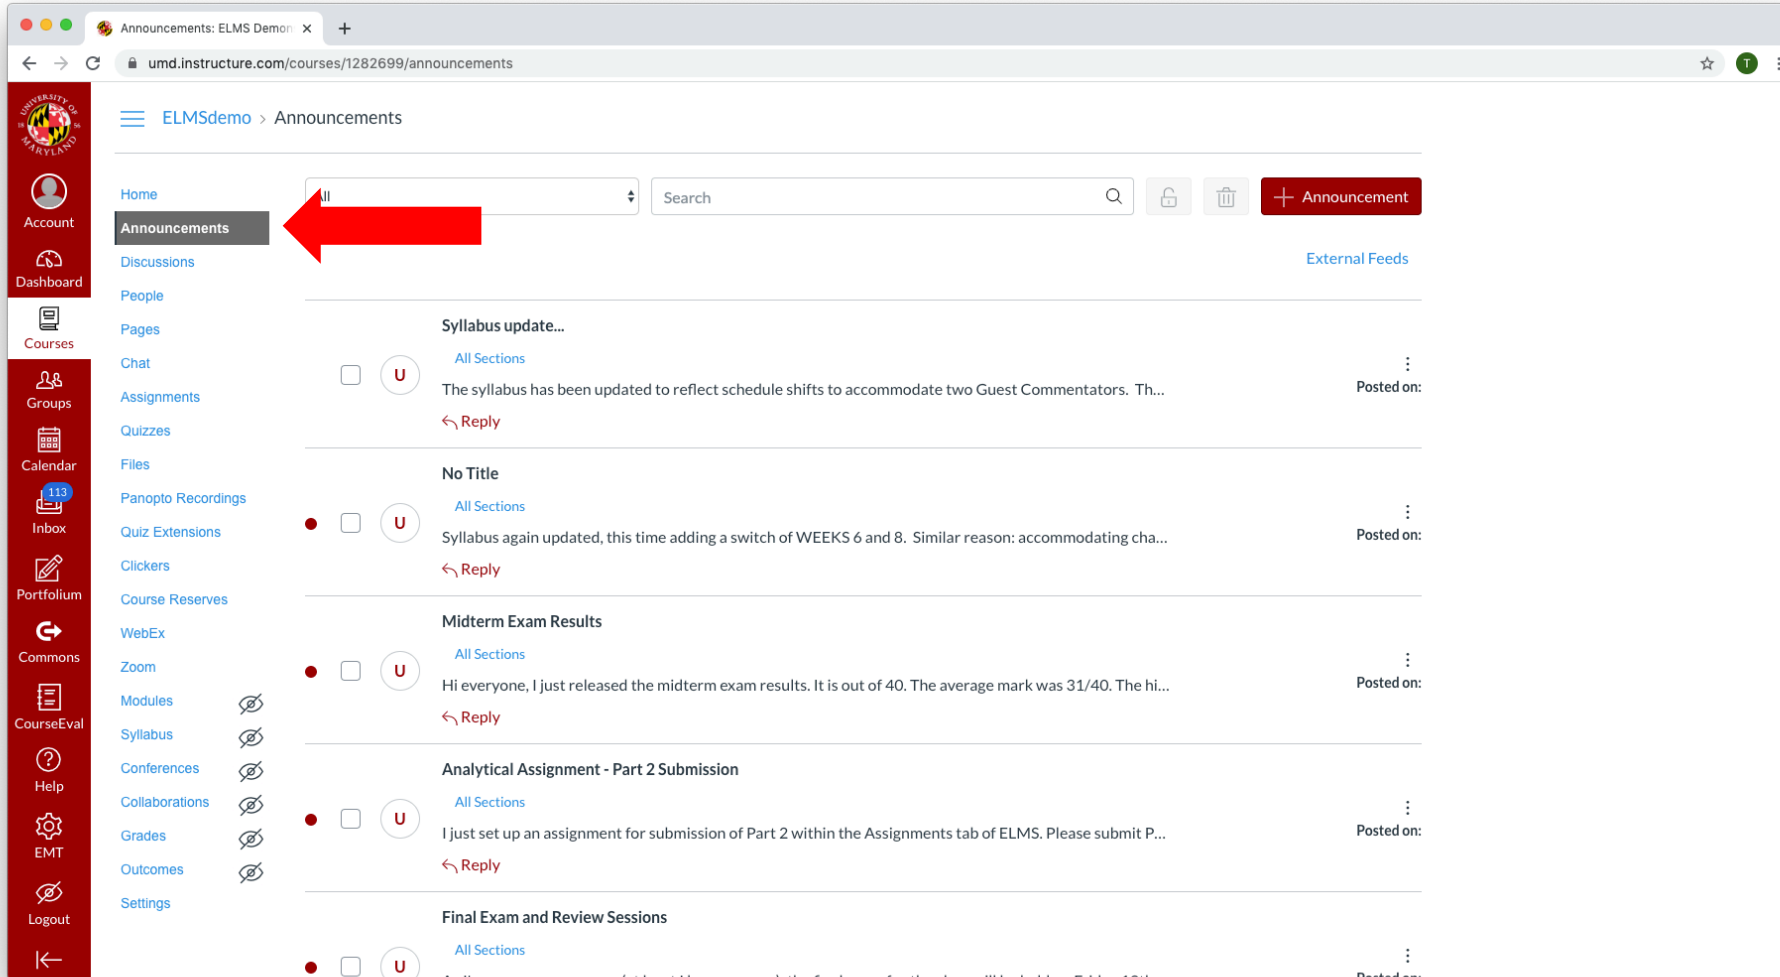 Announcements: ELMS Demon
umd.instructure.com/courses/1282699/announcements
T
UNIVERSITY OF
18 56
MARYLAND
Account
Dashboard
Courses
Groups
Calendar
113
Inbox
Portfolium
Commons
CourseEval
Help
EMT
Logout
ELMSdemo > Announcements
Home
Announcements
Discussions
People
Pages
Chat
Assignments
Quizzes
Files
Panopto Recordings
Quiz Extensions
Clickers
Course Reserves
WebEx
Zoom
Modules
Syllabus
Conferences
Collaborations
Grades
Outcomes
Settings
Search
Announcement
External Feeds
Syllabus update...
All Sections
U
The syllabus has been updated to reflect schedule shifts to accommodate two Guest Commentators. Th...
Posted on:
Reply
No Title
All Sections
U
Syllabus again updated, this time adding a switch of WEEKS 6 and 8. Similar reason: accommodating cha...
Posted on:
Reply
Midterm Exam Results
All Sections
U
Hi everyone, I just released the midterm exam results. It is out of 40. The average mark was 31/40. The hi...
Posted on:
Reply
Analytical Assignment - Part 2 Submission
All Sections
U
I just set up an assignment for submission of Part 2 within the Assignments tab of ELMS. Please submit P...
Posted on:
Reply
Final Exam and Review Sessions
All Sections
U